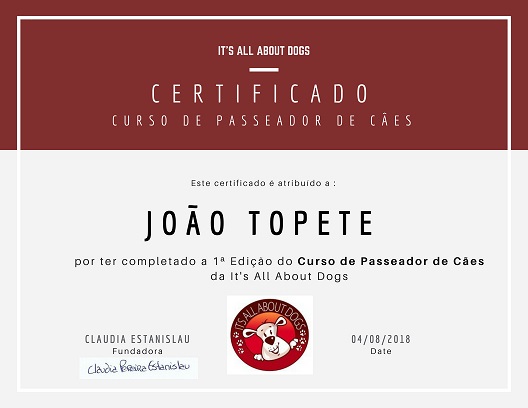 IT'S ALL ABOUT DOGS
CERTIFICADO
CURSO DE PASSEADOR DE CÃES
Este certificado é atribuído a :
JOÃO TOPETE
por ter completado a 1ª Edição do Curso de Passeador de Cães
da It's All About Dogs
IT'S ALL ABOUT DOGS
CLAUDIA ESTANISLAU
Fundadora
Cláudia Pereira Estanislau
04/08/2018
Date